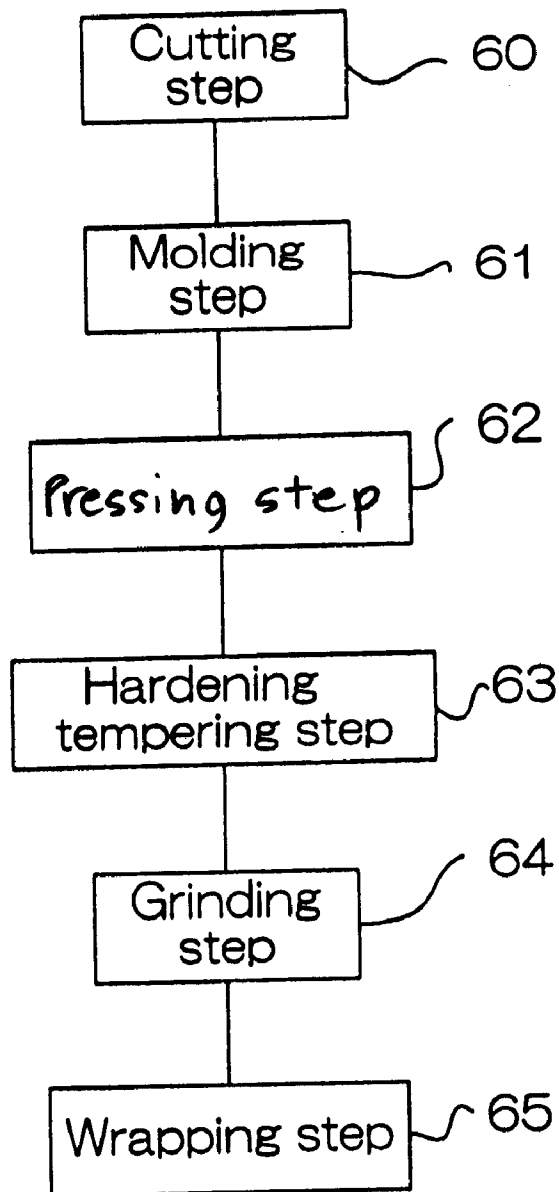 Cutting
step
60
Molding
step
61
62
Pressing step
Hardening
tempering step
63
64
Grinding
step
Wrapping step
65